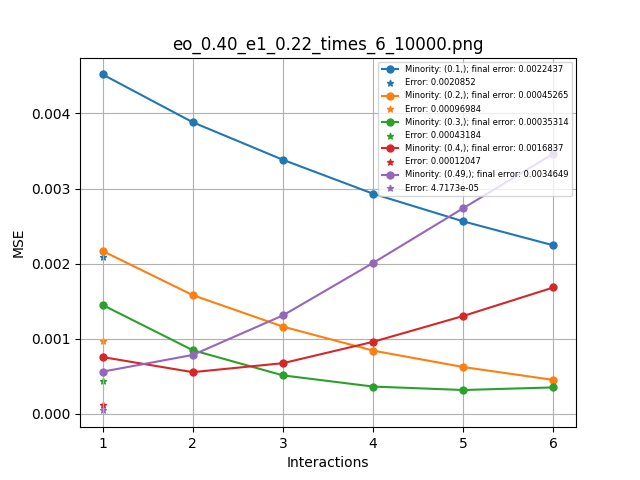 eo_0.40_e1_0.22_times_6_10000.png
Minority: (0.1,); final error: 0.0022437
Error: 0.0020852
Minority: (0.2,); final error: 0.00045265
Error: 0.00096984
Minority: (0.3,); final error: 0.00035314
Error: 0.00043184
Minority: (0.4,); final error: 0.0016837
Error: 0.00012047
Minority: (0.49,); final error: 0.0034649
Error: 4.7173e-05
MSE
0.004
0.003
0.002
0.001
0.000
1 2 3 4 5 6
Interactions